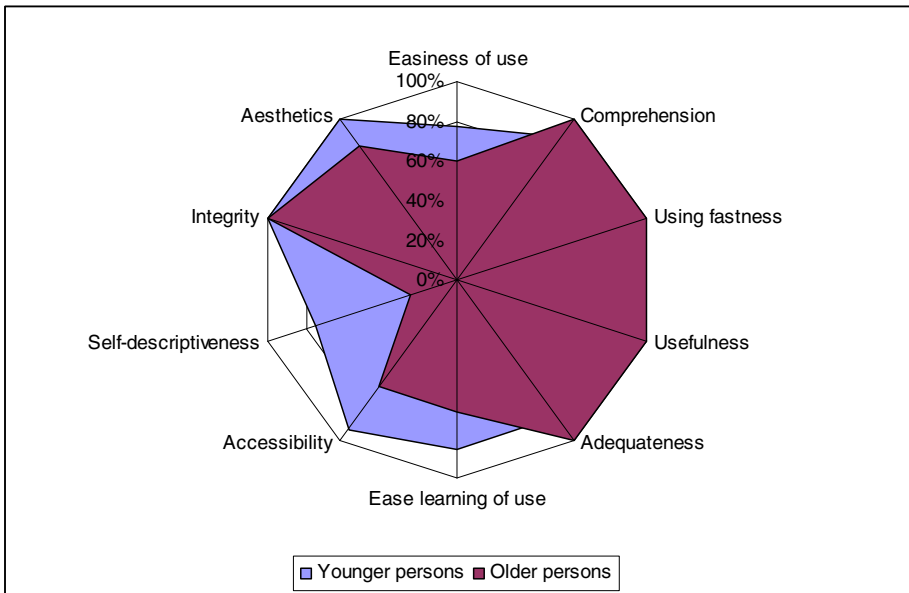 Easiness of use
100%
Aesthetics
80%
Comprehension
60%
40%
Integrity
Using fastness
20%
0%
Self-descriptiveness
Usefulness
Accessibility
Adequateness
Ease learning of use
Younger persons
Older persons